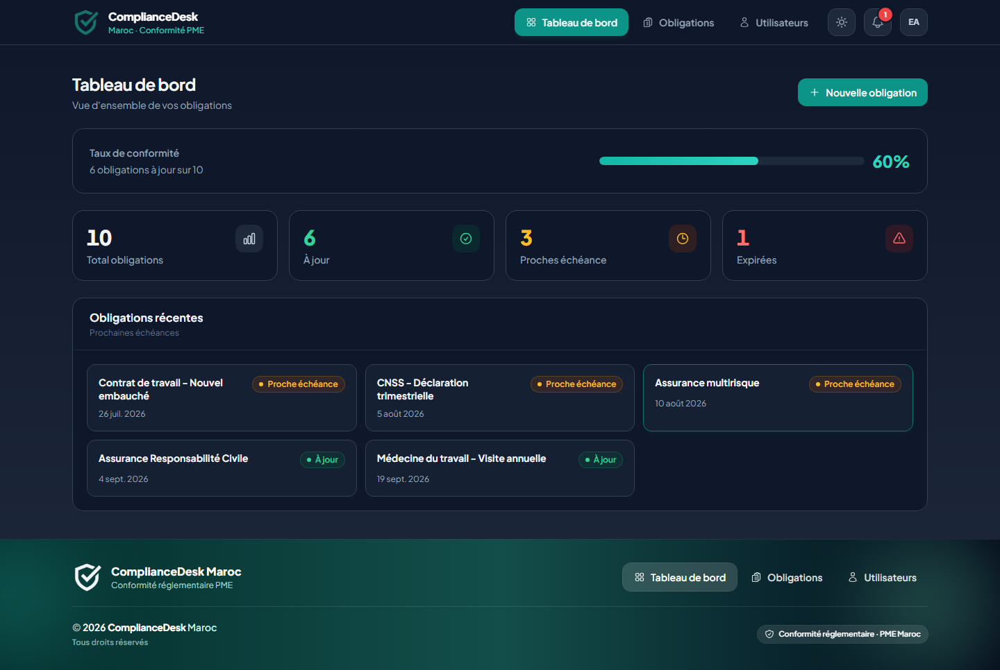 ComplianceDesk
Maroc · Conformité PME
Tableau de bord
Obligations
Utilisateurs
1
EA
Tableau de bord
Vue d'ensemble de vos obligations
Nouvelle obligation
Taux de conformité
6 obligations à jour sur 10
60%
10
Total obligations
6
À jour
3
Proches échéance
1
Expirées
Obligations récentes
Prochaines échéances
Contrat de travail – Nouvel
embauché
Proche échéance
26 juil. 2026
CNSS – Déclaration
trimestrielle
Proche échéance
5 août 2026
Assurance multirisque
Proche échéance
10 août 2026
Assurance Responsabilité Civile
À jour
4 sept. 2026
Médecine du travail – Visite annuelle
À jour
19 sept. 2026
ComplianceDesk Maroc
Conformité réglementaire PME
Tableau de bord
Obligations
Utilisateurs
© 2026 ComplianceDesk Maroc
Tous droits réservés
Conformité réglementaire · PME Maroc